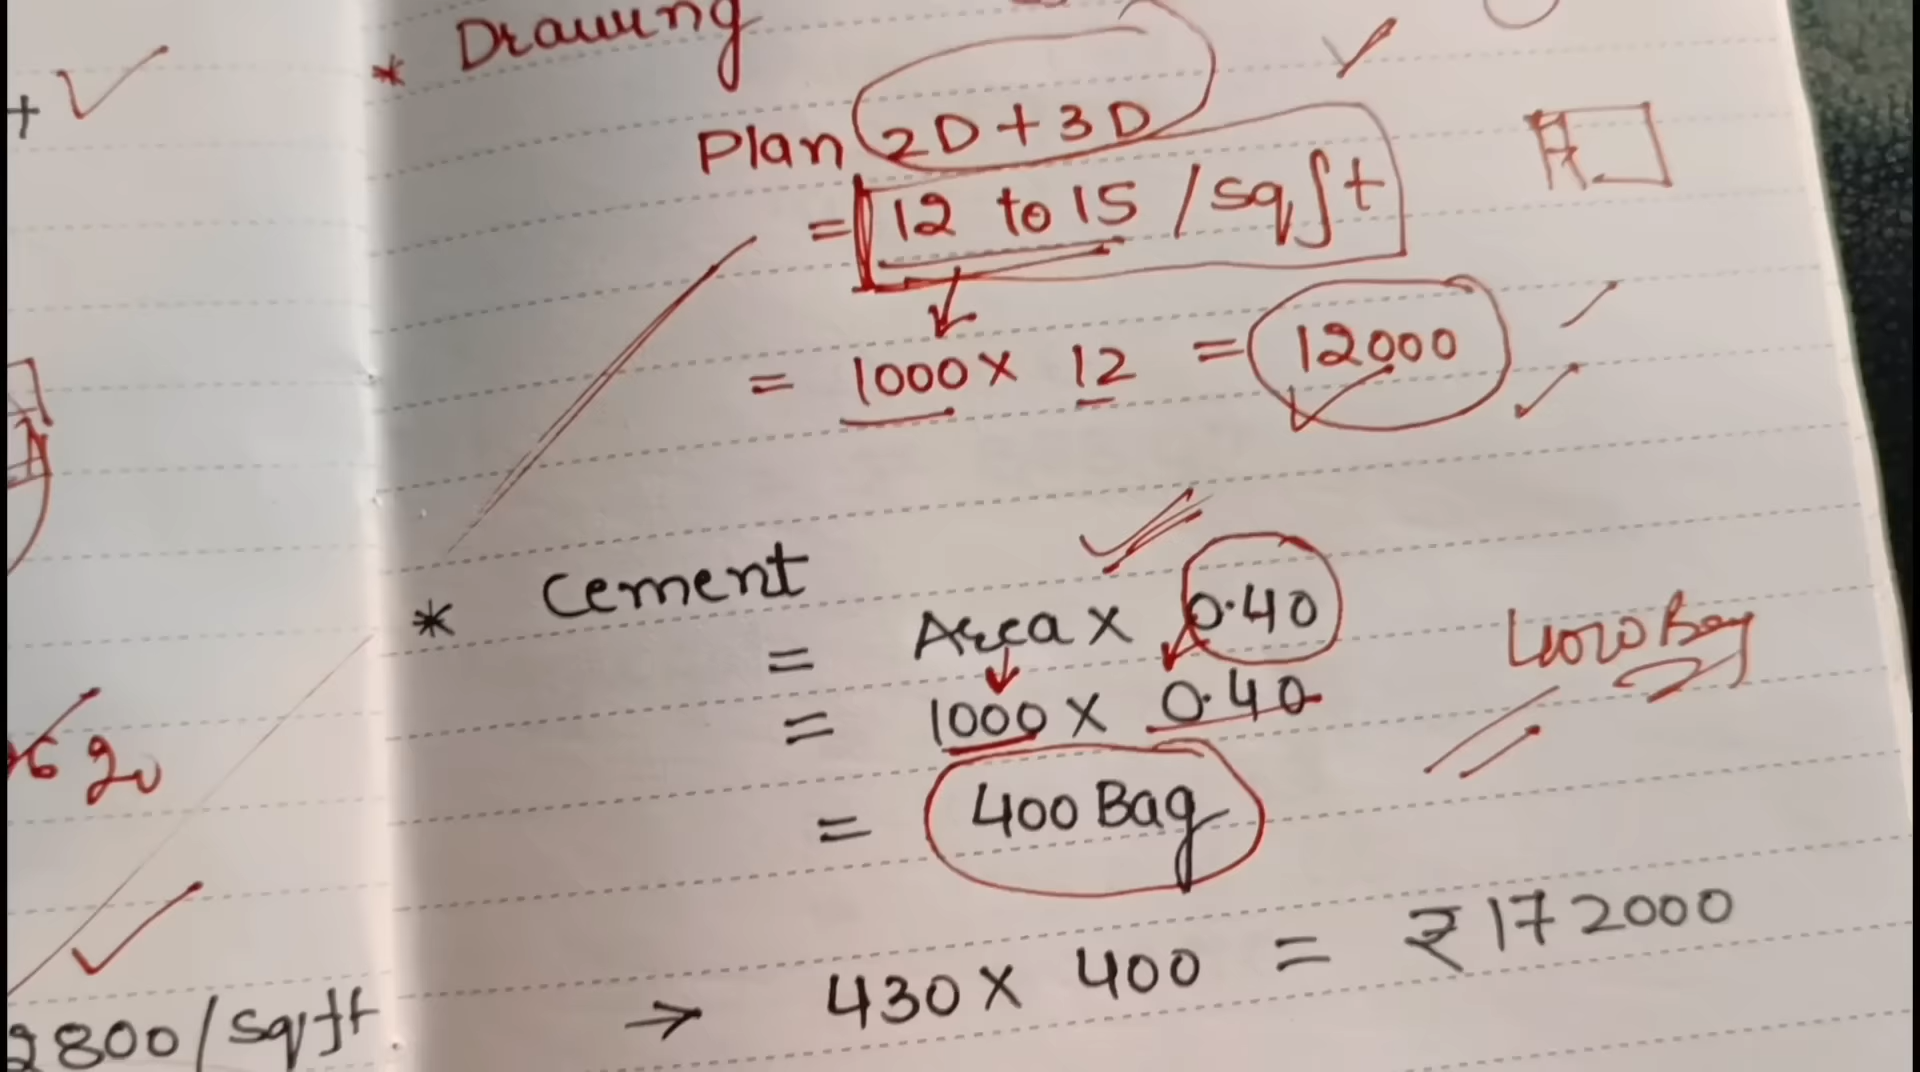 +
* Drawing
Plan 2D+3D
= 12 to 15 /sqft
= 1000 x 12 = 12000
* Cement
= Area x 0.40
= 1000 x 0.40
= 400 Bag
→ 430 x 400 = ₹172000
2800/sqft.